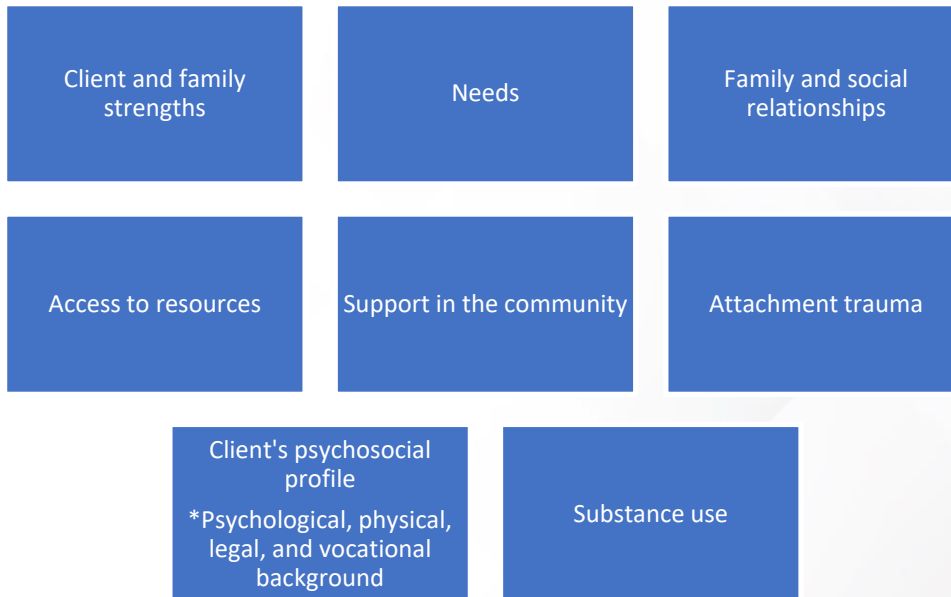 Client and family
strengths
Needs
Family and social
relationships
Access to resources
Support in the community
Attachment trauma
Client's psychosocial
profile
*Psychological, physical,
legal, and vocational
background
Substance use